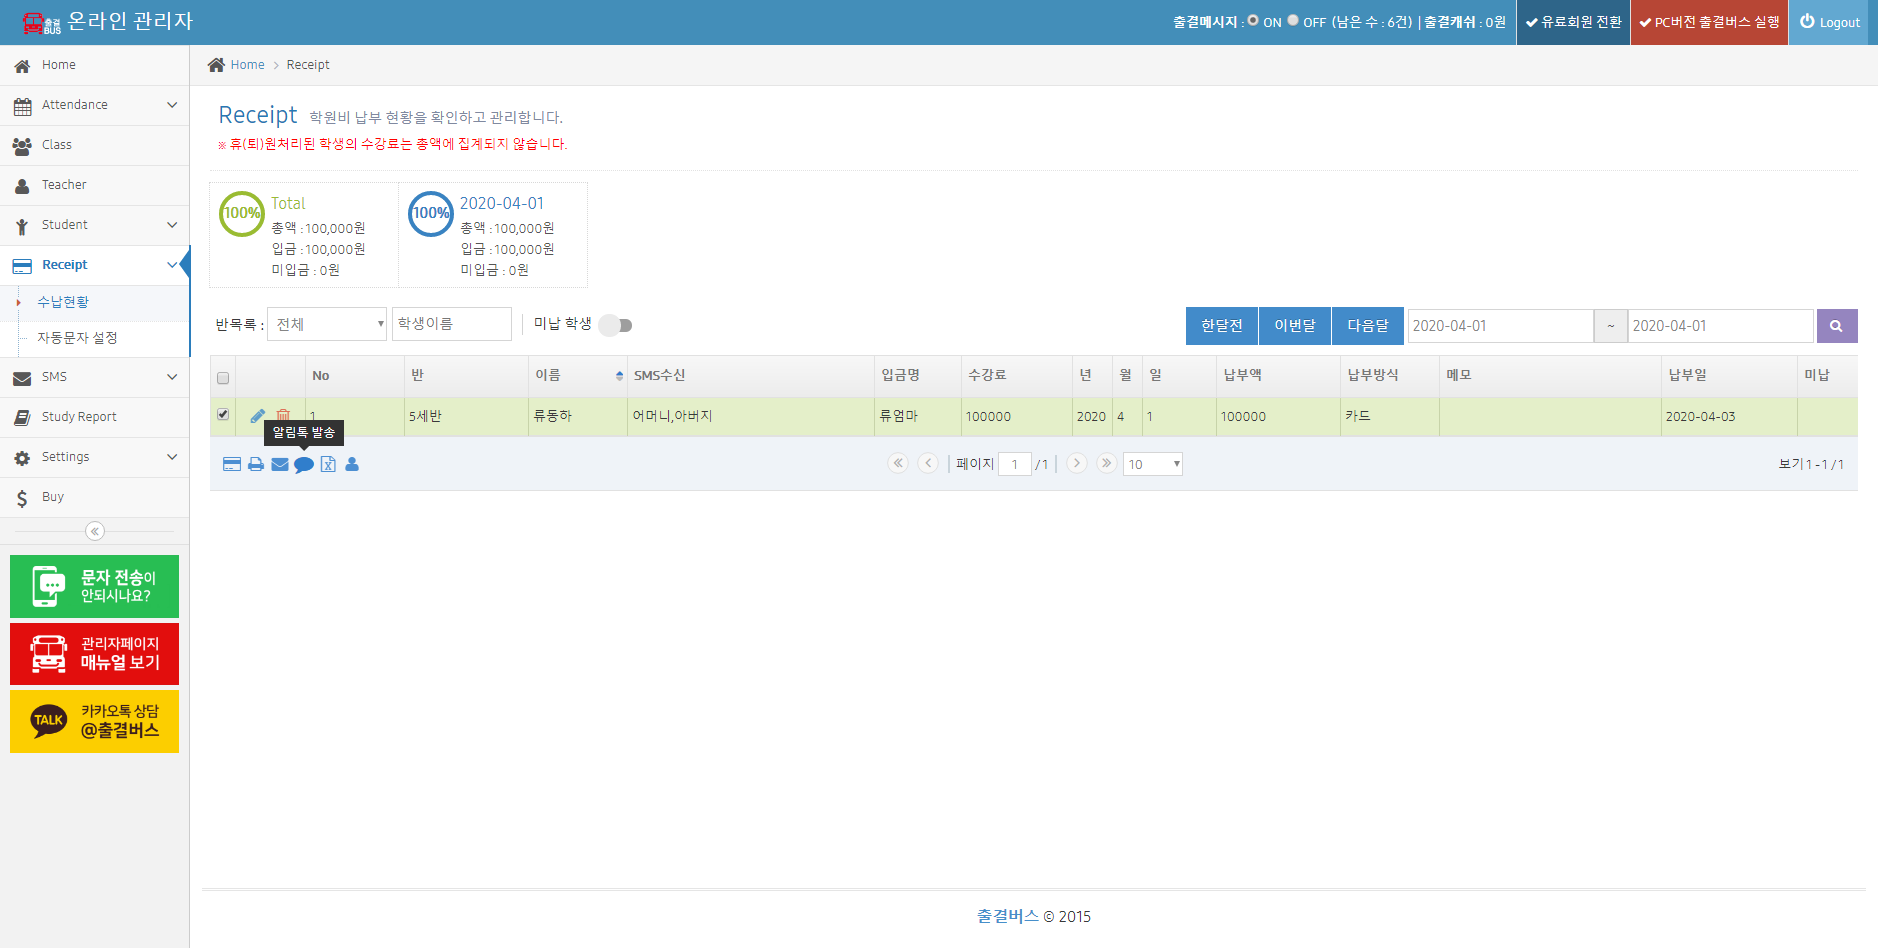 출결BUS 온라인 관리자
출결메시지 : ON OFF (남은 수 : 6건) | 출결캐쉬 : 0원
유료회원 전환
PC버전 출결버스 실행
Logout
Home
Attendance
Class
Teacher
Student
Receipt
수납현황
자동문자 설정
SMS
Study Report
Settings
Buy
문자 전송이
안되시나요?
관리자페이지
매뉴얼 보기
TALK
카카오톡 상담
@출결버스
Home > Receipt
Receipt 학원비 납부 현황을 확인하고 관리합니다.
※ 휴(퇴)원처리된 학생의 수강료는 총액에 집계되지 않습니다.
100% Total
총액 : 100,000원
입금 : 100,000원
미입금 : 0원
100% 2020-04-01
총액 : 100,000원
입금 : 100,000원
미입금 : 0원
반목록 : 전체 학생이름 미납 학생
한달전 이번달 다음달 2020-04-01 ~ 2020-04-01
No 반 이름 SMS수신 입금명 수강료 년 월 일 납부액 납부방식 메모 납부일 미납
1 5세반 류동하 어머니,아버지 류엄마 100000 2020 4 1 100000 카드 2020-04-03
알림톡 발송
페이지 1 / 1 10 보기 1 - 1 / 1
출결버스 © 2015